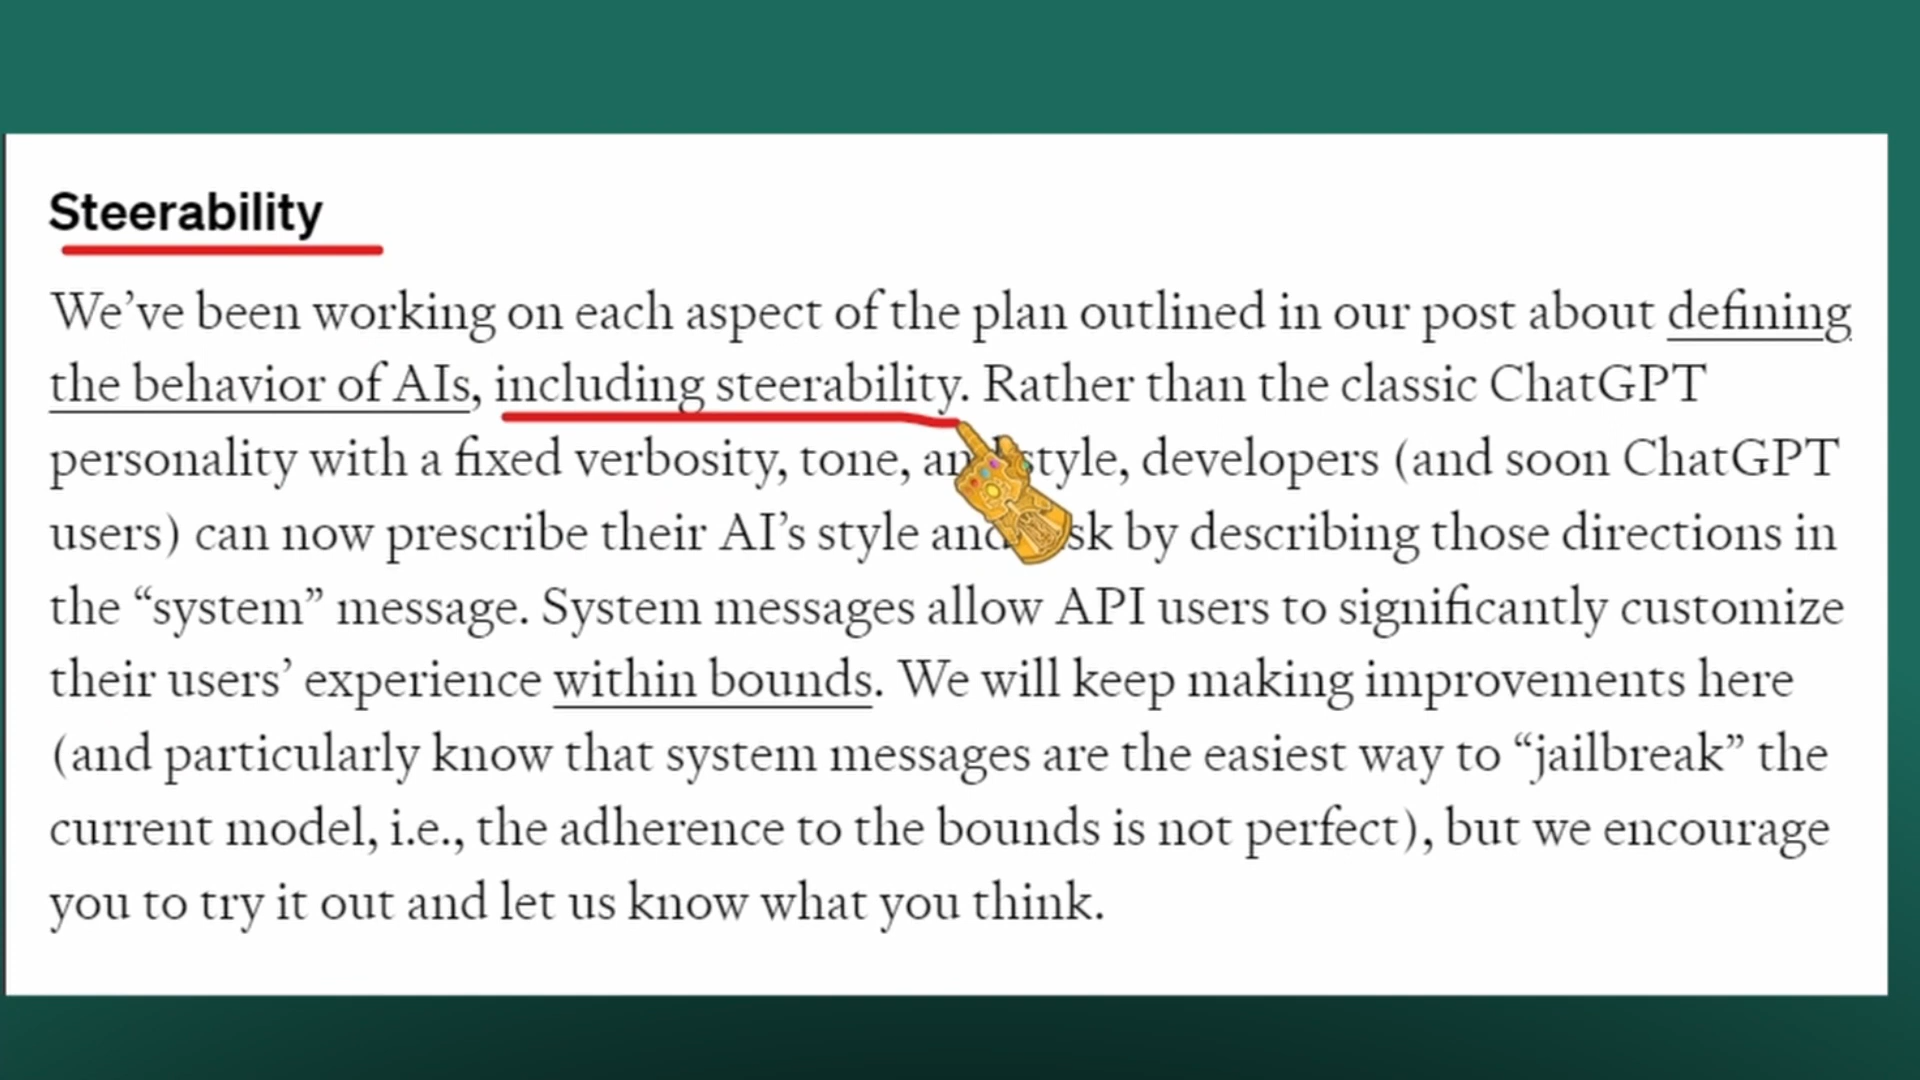 Steerability
We’ve been working on each aspect of the plan outlined in our post about defining
the behavior of AIs, including steerability. Rather than the classic ChatGPT
personality with a fixed verbosity, tone, and style, developers (and soon ChatGPT
users) can now prescribe their AI’s style and task by describing those directions in
the “system” message. System messages allow API users to significantly customize
their users’ experience within bounds. We will keep making improvements here
(and particularly know that system messages are the easiest way to “jailbreak” the
current model, i.e., the adherence to the bounds is not perfect), but we encourage
you to try it out and let us know what you think.